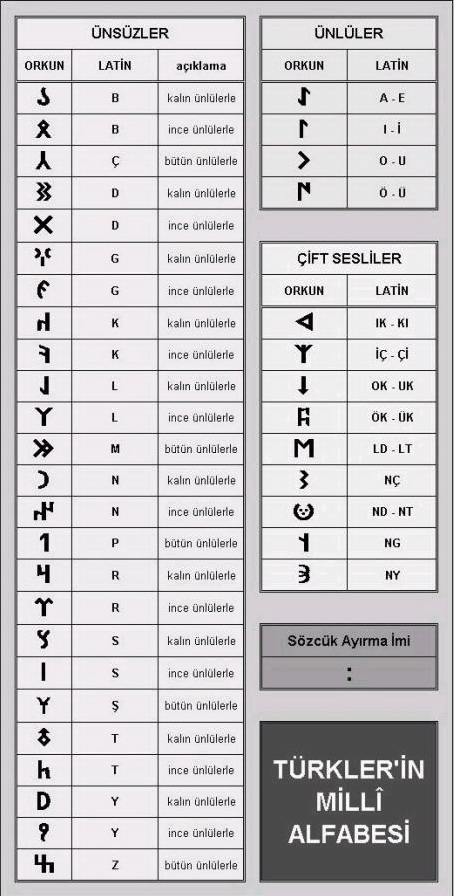 ÜNSÜZLER
ORKUN LATİN açıklama
𐰉 B kalın ünlülerle
𐰋 B ince ünlülerle
𐰲 Ç bütün ünlülerle
𐰑 D kalın ünlülerle
𐰓 D ince ünlülerle
𐰍 G kalın ünlülerle
𐰏 G ince ünlülerle
𐰴 K kalın ünlülerle
𐰚 K ince ünlülerle
𐰞 L kalın ünlülerle
𐰠 L ince ünlülerle
𐰢 M bütün ünlülerle
𐰣 N kalın ünlülerle
𐰤 N ince ünlülerle
𐰯 P bütün ünlülerle
𐰺 R kalın ünlülerle
𐰼 R ince ünlülerle
𐰽 S kalın ünlülerle
𐰾 S ince ünlülerle
𐱁 Ş bütün ünlülerle
𐱃 T kalın ünlülerle
𐱅 T ince ünlülerle
𐰖 Y kalın ünlülerle
𐰘 Y ince ünlülerle
𐰔 Z bütün ünlülerle
ÜNLÜLER
ORKUN LATİN
𐰀 A - E
𐰃 I - İ
𐰆 O - U
𐰇 Ö - Ü
ÇİFT SESLİLER
ORKUN LATİN
𐰶 IK - KI
𐰱 İÇ - Çİ
𐰸 OK - UK
𐰜 ÖK - ÜK
𐰡 LD - LT
𐰨 NÇ
𐰦 ND - NT
𐰭 NG
𐰪 NY
Sözcük Ayırma İmi
:
TÜRKLER'İN
MİLLÎ
ALFABESİ